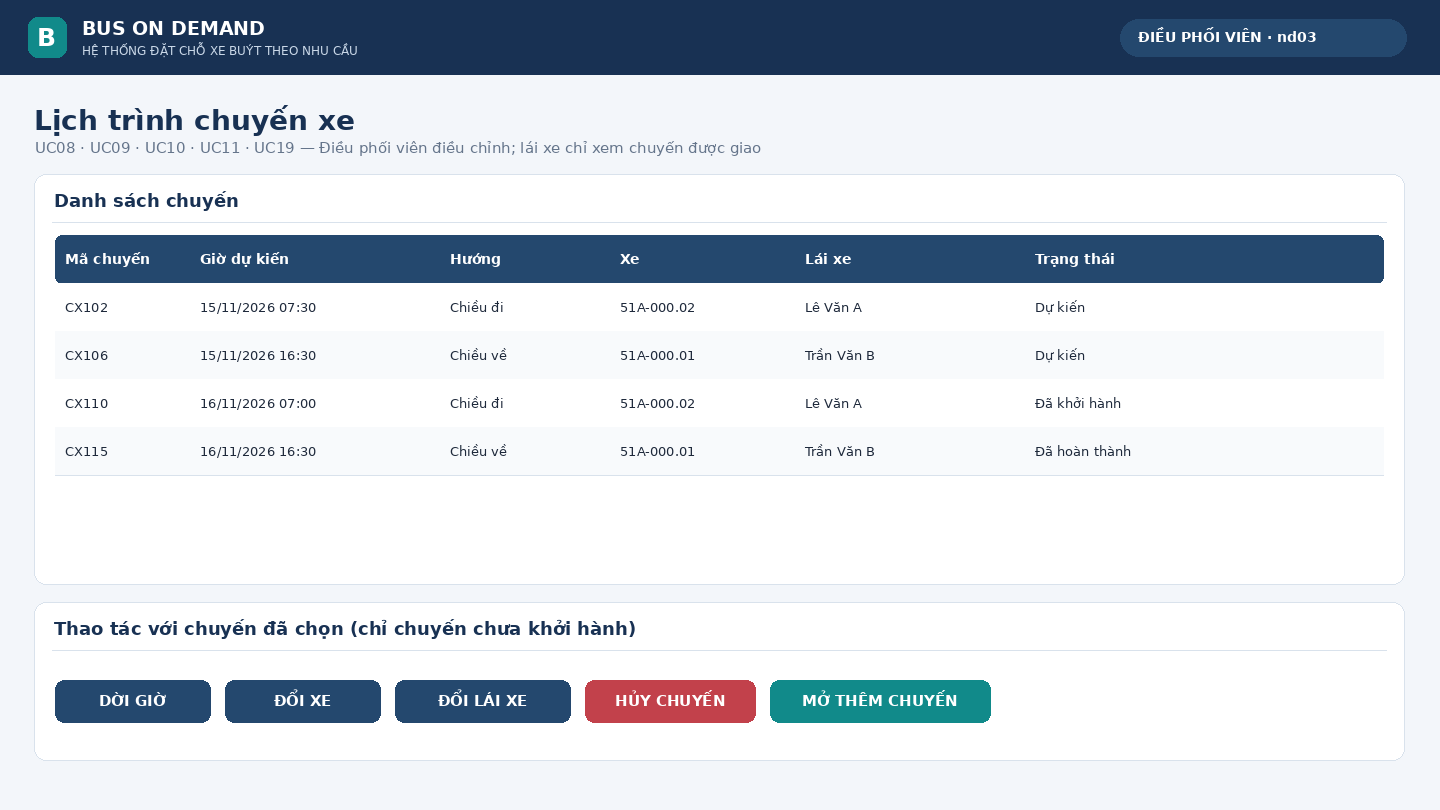 B
BUS ON DEMAND
HỆ THỐNG ĐẶT CHỖ XE BUÝT THEO NHU CẦU
ĐIỀU PHỐI VIÊN · nd03
Lịch trình chuyến xe
UC08 · UC09 · UC10 · UC11 · UC19 — Điều phối viên điều chỉnh; lái xe chỉ xem chuyến được giao
Danh sách chuyến
Mã chuyến Giờ dự kiến Hướng Xe Lái xe Trạng thái
CX102 15/11/2026 07:30 Chiều đi 51A-000.02 Lê Văn A Dự kiến
CX106 15/11/2026 16:30 Chiều về 51A-000.01 Trần Văn B Dự kiến
CX110 16/11/2026 07:00 Chiều đi 51A-000.02 Lê Văn A Đã khởi hành
CX115 16/11/2026 16:30 Chiều về 51A-000.01 Trần Văn B Đã hoàn thành
Thao tác với chuyến đã chọn (chỉ chuyến chưa khởi hành)
DỜI GIỜ ĐỔI XE ĐỔI LÁI XE HỦY CHUYẾN MỞ THÊM CHUYẾN